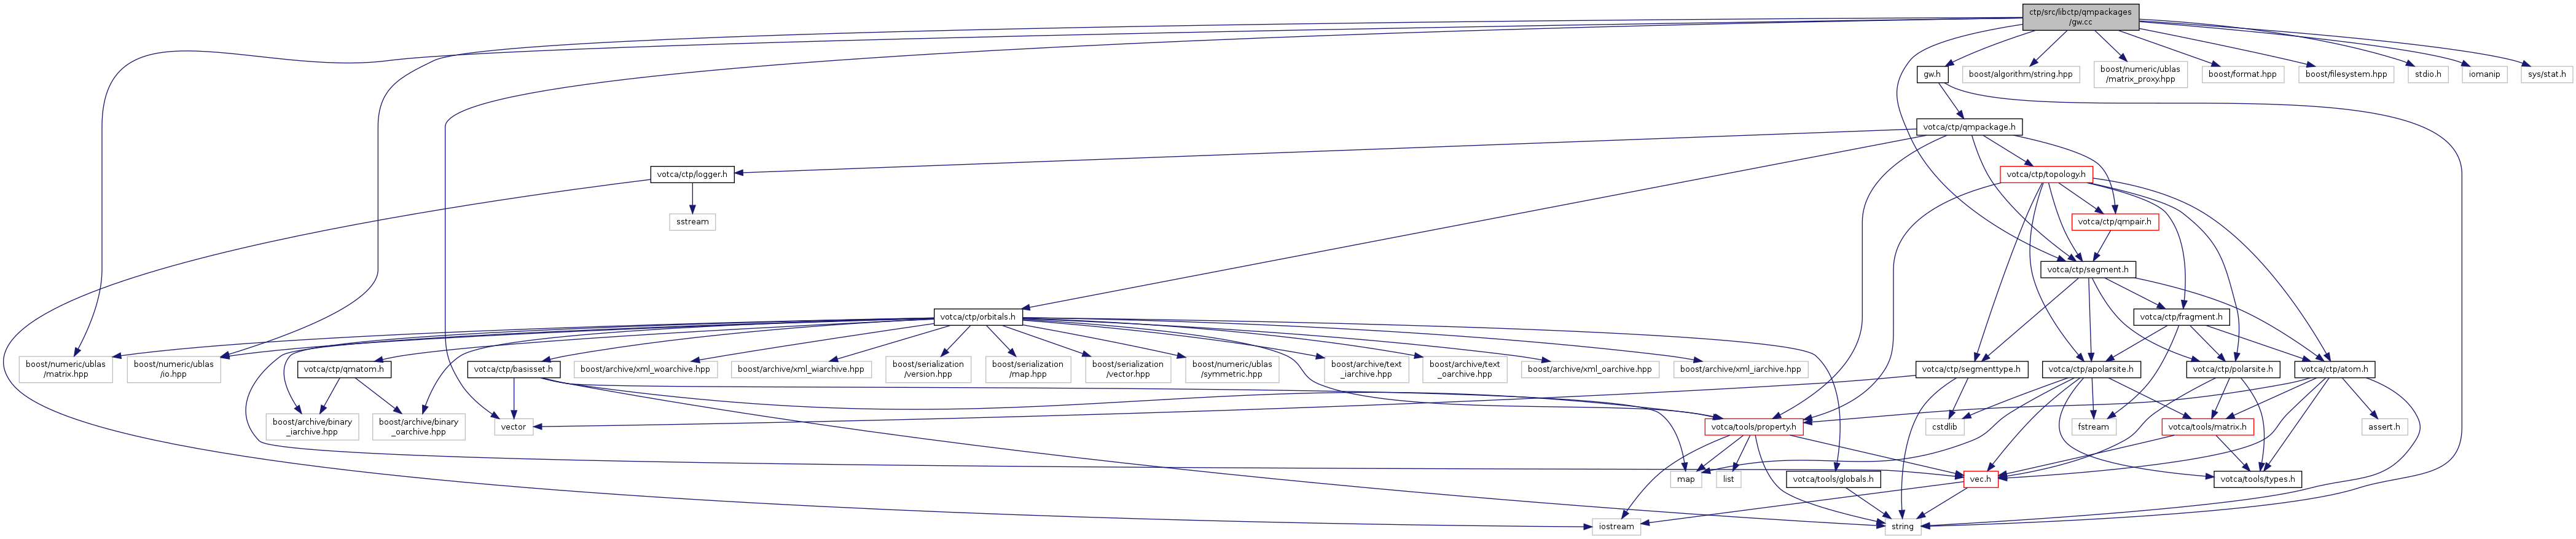 ctp/src/libctp/qmpackages
/gw.cc
gw.h
boost/algorithm/string.hpp
boost/numeric/ublas
/matrix_proxy.hpp
boost/format.hpp
boost/filesystem.hpp
stdio.h
iomanip
sys/stat.h
votca/ctp/qmpackage.h
votca/ctp/logger.h
votca/ctp/topology.h
sstream
votca/ctp/qmpair.h
votca/ctp/segment.h
votca/ctp/orbitals.h
votca/ctp/fragment.h
boost/numeric/ublas
/matrix.hpp
boost/numeric/ublas
/io.hpp
votca/ctp/qmatom.h
votca/ctp/basisset.h
boost/archive/xml_woarchive.hpp
boost/archive/xml_wiarchive.hpp
boost/serialization
/version.hpp
boost/serialization
/map.hpp
boost/serialization
/vector.hpp
boost/numeric/ublas
/symmetric.hpp
boost/archive/text
_iarchive.hpp
boost/archive/text
_oarchive.hpp
boost/archive/xml_oarchive.hpp
boost/archive/xml_iarchive.hpp
votca/ctp/segmenttype.h
votca/ctp/apolarsite.h
votca/ctp/polarsite.h
votca/ctp/atom.h
boost/archive/binary
_iarchive.hpp
boost/archive/binary
_oarchive.hpp
vector
votca/tools/property.h
cstdlib
fstream
votca/tools/matrix.h
assert.h
map
list
votca/tools/globals.h
vec.h
votca/tools/types.h
iostream
string